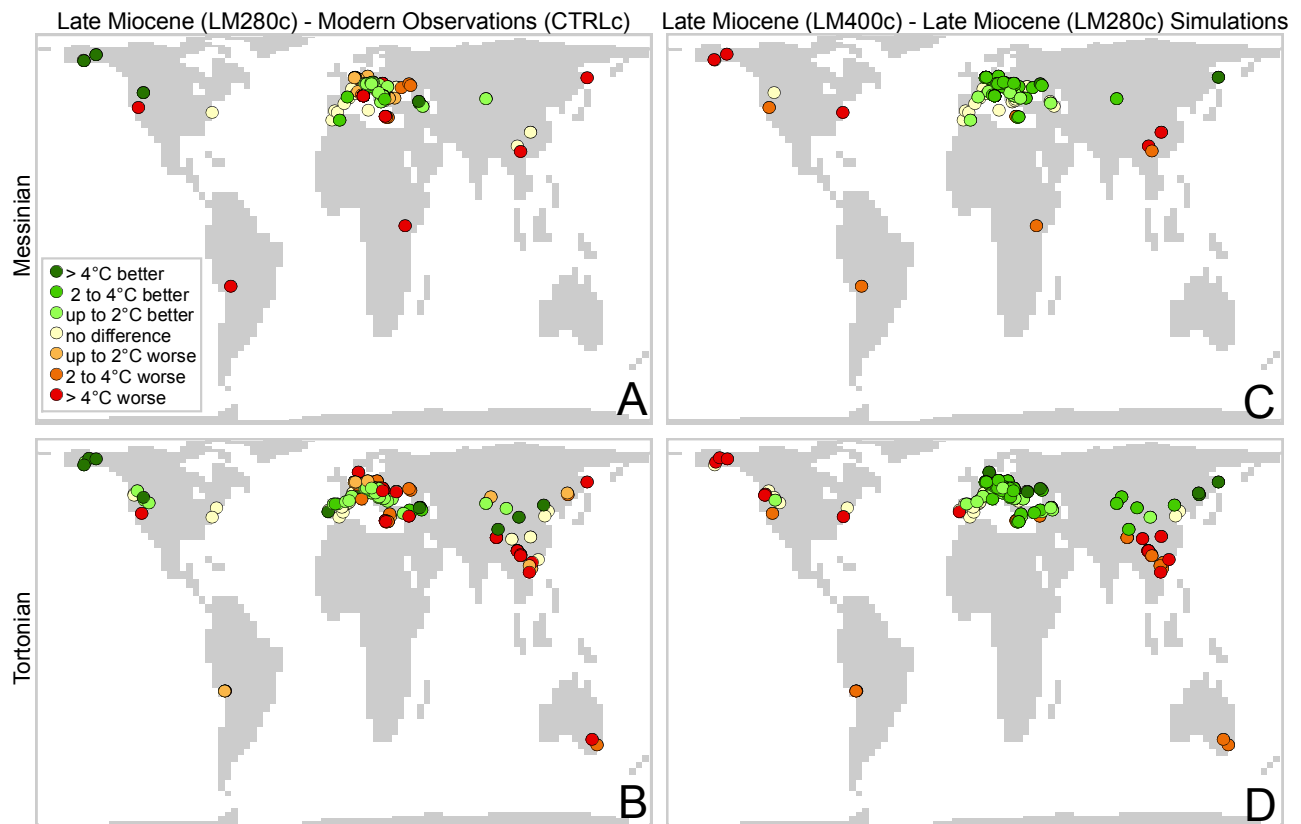 Late Miocene (LM280c) - Modern Observations (CTRLc)
Late Miocene (LM400c) - Late Miocene (LM280c) Simulations
Messinian
> 4°C better
2 to 4°C better
up to 2°C better
no difference
up to 2°C worse
2 to 4°C worse
> 4°C worse
A
C
Tortonian
B
D